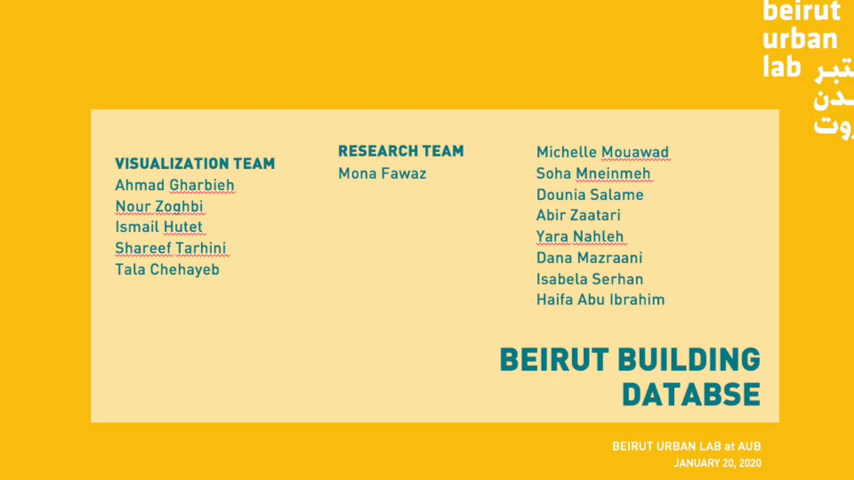 beirut
urban
lab
VISUALIZATION TEAM
Ahmad Gharbieh
Nour Zoghbi
Ismail Hutet
Shareef Tarhini
Tala Chehayeb
RESEARCH TEAM
Mona Fawaz
Michelle Mouawad
Soha Mneinmeh
Dounia Salame
Abir Zaatari
Yara Nahleh
Dana Mazraani
Isabela Serhan
Haifa Abu Ibrahim
BEIRUT BUILDING
DATABSE
BEIRUT URBAN LAB at AUB
JANUARY 20, 2020